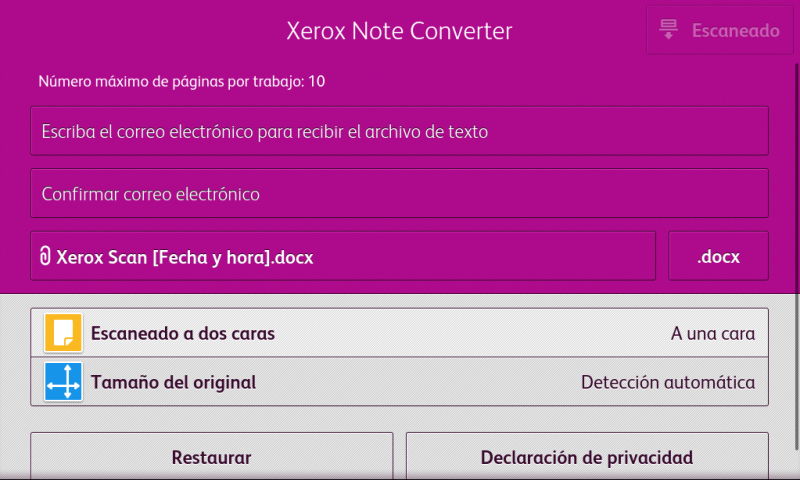 Xerox Note Converter
Escaneado
Número máximo de páginas por trabajo: 10
Escriba el correo electrónico para recibir el archivo de texto
Confirmar correo electrónico
Xerox Scan [Fecha y hora].docx
.docx
Escaneado a dos caras
A una cara
Tamaño del original
Detección automática
Restaurar
Declaración de privacidad